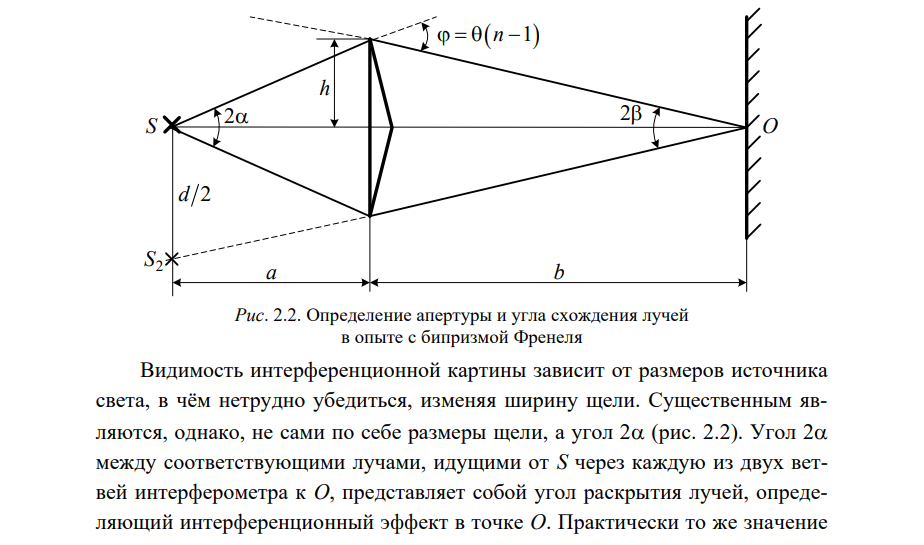 φ = θ(n − 1)
h
S
2α
2β
O
d/2
S₂
a
b
Рис. 2.2. Определение апертуры и угла схождения лучей
в опыте с бипризмой Френеля
Видимость интерференционной картины зависит от размеров источника
света, в чём нетрудно убедиться, изменяя ширину щели. Существенным яв-
ляются, однако, не сами по себе размеры щели, а угол 2α (рис. 2.2). Угол 2α
между соответствующими лучами, идущими от S через каждую из двух вет-
вей интерферометра к O, представляет собой угол раскрытия лучей, опреде-
ляющий интерференционный эффект в точке O. Практически то же значение